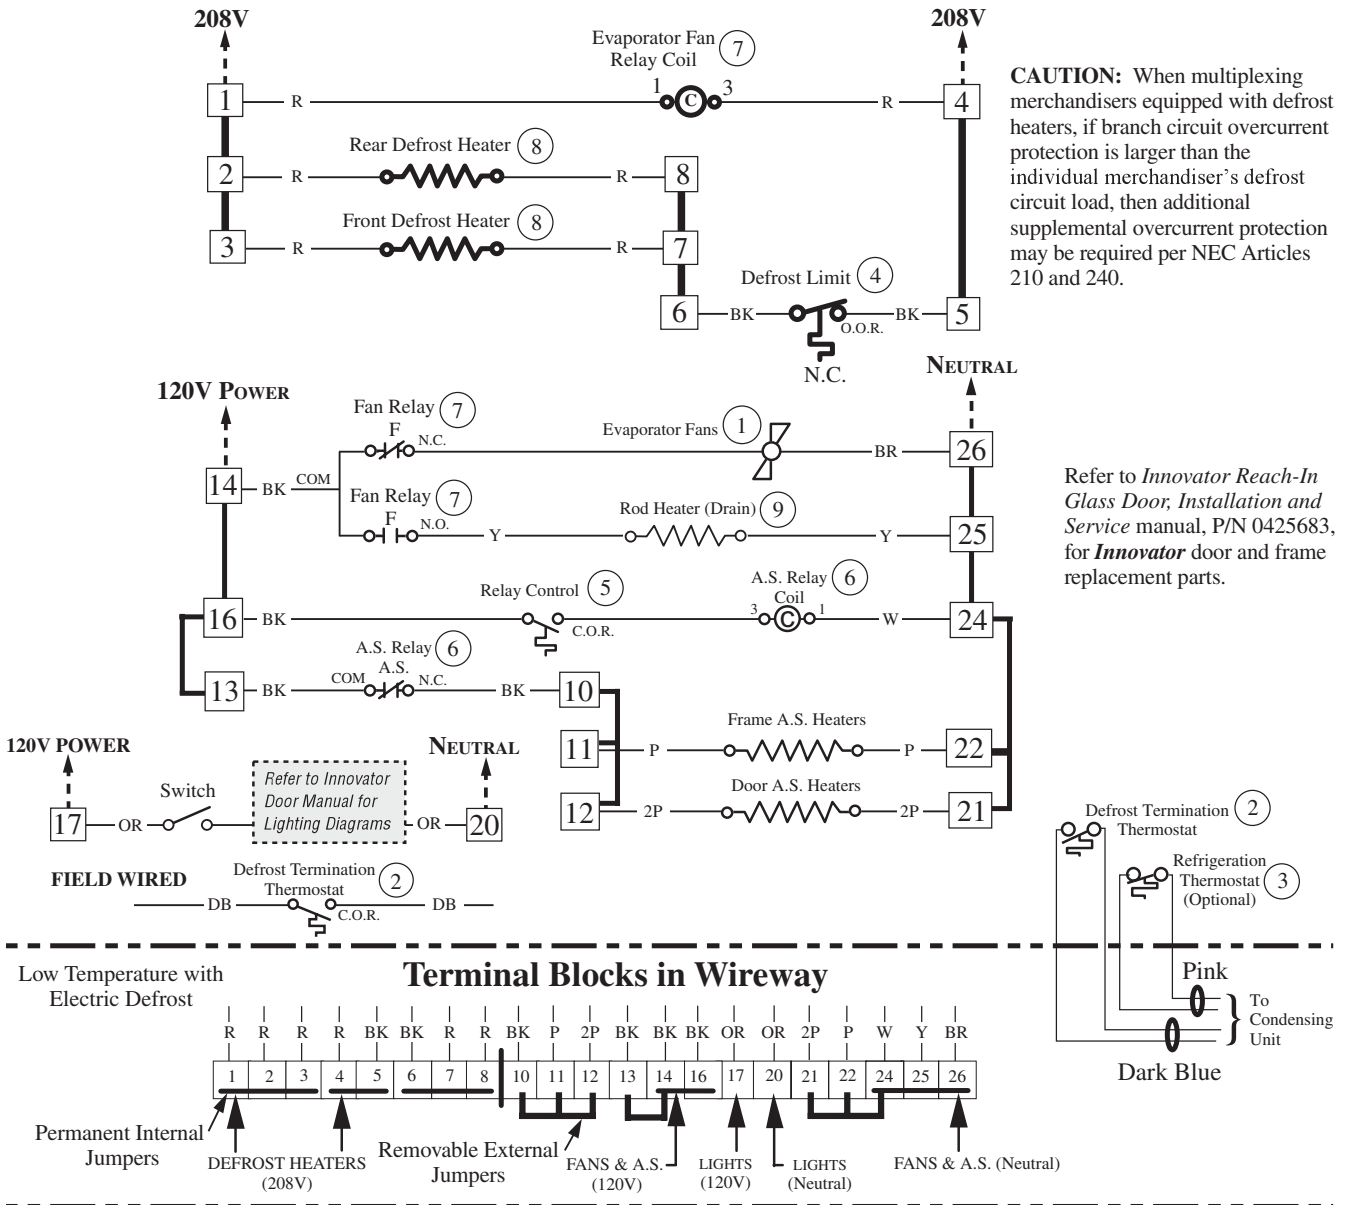 208V
208V
Evaporator Fan
Relay Coil
7
1
3
1
R
C
R
4
CAUTION: When multiplexing
merchandisers equipped with defrost
heaters, if branch circuit overcurrent
protection is larger than the
individual merchandiser's defrost
circuit load, then additional
supplemental overcurrent protection
may be required per NEC Articles
210 and 240.
Rear Defrost Heater
8
2
R
R
8
Front Defrost Heater
8
3
R
R
7
Defrost Limit
4
6
BK
BK
5
O.O.R.
N.C.
120V POWER
NEUTRAL
Fan Relay
7
F
N.C.
Evaporator Fans
1
BR
26
14
BK
COM
Fan Relay
7
F
N.O.
Y
Rod Heater (Drain)
9
Y
25
Refer to Innovator Reach-In
Glass Door, Installation and
Service manual, P/N 0425683,
for Innovator door and frame
replacement parts.
Relay Control
5
A.S. Relay
Coil
6
16
BK
C.O.R.
3
C
1
W
24
A.S. Relay
6
A.S.
13
BK
COM
N.C.
BK
10
Frame A.S. Heaters
11
P
P
22
Door A.S. Heaters
12
2P
2P
21
120V POWER
NEUTRAL
Switch
Refer to Innovator
Door Manual for
Lighting Diagrams
17
OR
OR
20
FIELD WIRED
Defrost Termination
Thermostat
2
DB
C.O.R.
DB
Defrost Termination
Thermostat
2
Refrigeration
Thermostat
(Optional)
3
Pink
To
Condensing
Unit
Dark Blue
Low Temperature with
Electric Defrost
Terminal Blocks in Wireway
R R R R BK BK R R BK P 2P BK BK BK OR OR 2P P W Y BR
1 2 3 4 5 6 7 8 10 11 12 13 14 16 17 20 21 22 24 25 26
Permanent Internal
Jumpers
DEFROST HEATERS
(208V)
Removable External
Jumpers
FANS & A.S.
(120V)
LIGHTS
(120V)
LIGHTS
(Neutral)
FANS & A.S. (Neutral)